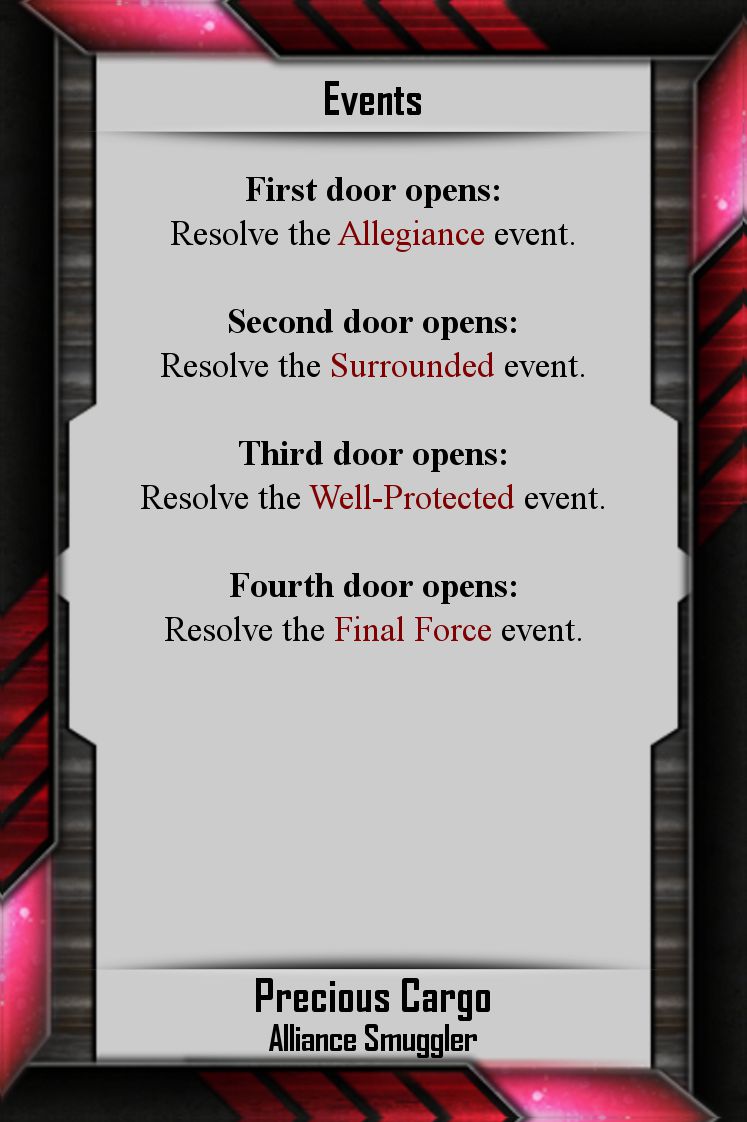 Events
First door opens:
Resolve the Allegiance event.
Second door opens:
Resolve the Surrounded event.
Third door opens:
Resolve the Well-Protected event.
Fourth door opens:
Resolve the Final Force event.
Precious Cargo
Alliance Smuggler